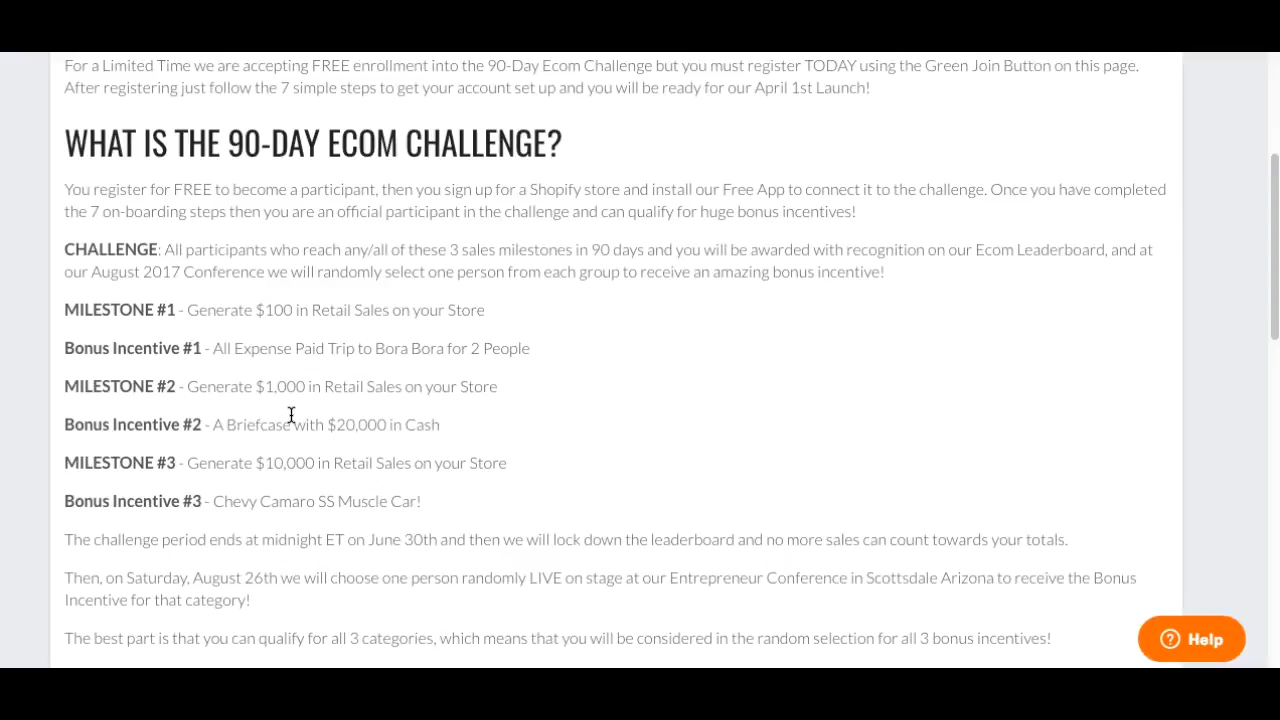 For a Limited Time we are accepting FREE enrollment into the 90-Day Ecom Challenge but you must register TODAY using the Green Join Button on this page.
After registering just follow the 7 simple steps to get your account set up and you will be ready for our April 1st Launch!
WHAT IS THE 90-DAY ECOM CHALLENGE?
You register for FREE to become a participant, then you sign up for a Shopify store and install our Free App to connect it to the challenge. Once you have completed
the 7 on-boarding steps then you are an official participant in the challenge and can qualify for huge bonus incentives!
CHALLENGE: All participants who reach any/all of these 3 sales milestones in 90 days and you will be awarded with recognition on our Ecom Leaderboard, and at
our August 2017 Conference we will randomly select one person from each group to receive an amazing bonus incentive!
MILESTONE #1 - Generate $100 in Retail Sales on your Store
Bonus Incentive #1 - All Expense Paid Trip to Bora Bora for 2 People
MILESTONE #2 - Generate $1,000 in Retail Sales on your Store
Bonus Incentive #2 - A Briefcase with $20,000 in Cash
MILESTONE #3 - Generate $10,000 in Retail Sales on your Store
Bonus Incentive #3 - Chevy Camaro SS Muscle Car!
The challenge period ends at midnight ET on June 30th and then we will lock down the leaderboard and no more sales can count towards your totals.
Then, on Saturday, August 26th we will choose one person randomly LIVE on stage at our Entrepreneur Conference in Scottsdale Arizona to receive the Bonus
Incentive for that category!
The best part is that you can qualify for all 3 categories, which means that you will be considered in the random selection for all 3 bonus incentives!
Help